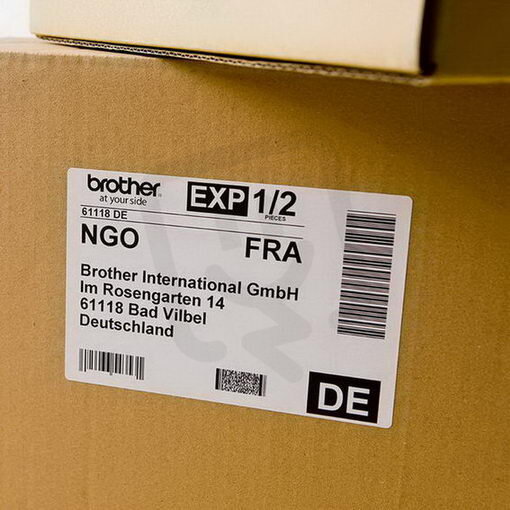 brother
at your side
EXP 1/2
PIECES
61118 DE
NGO FRA
Brother International GmbH
Im Rosengarten 14
61118 Bad Vilbel
Deutschland
DE